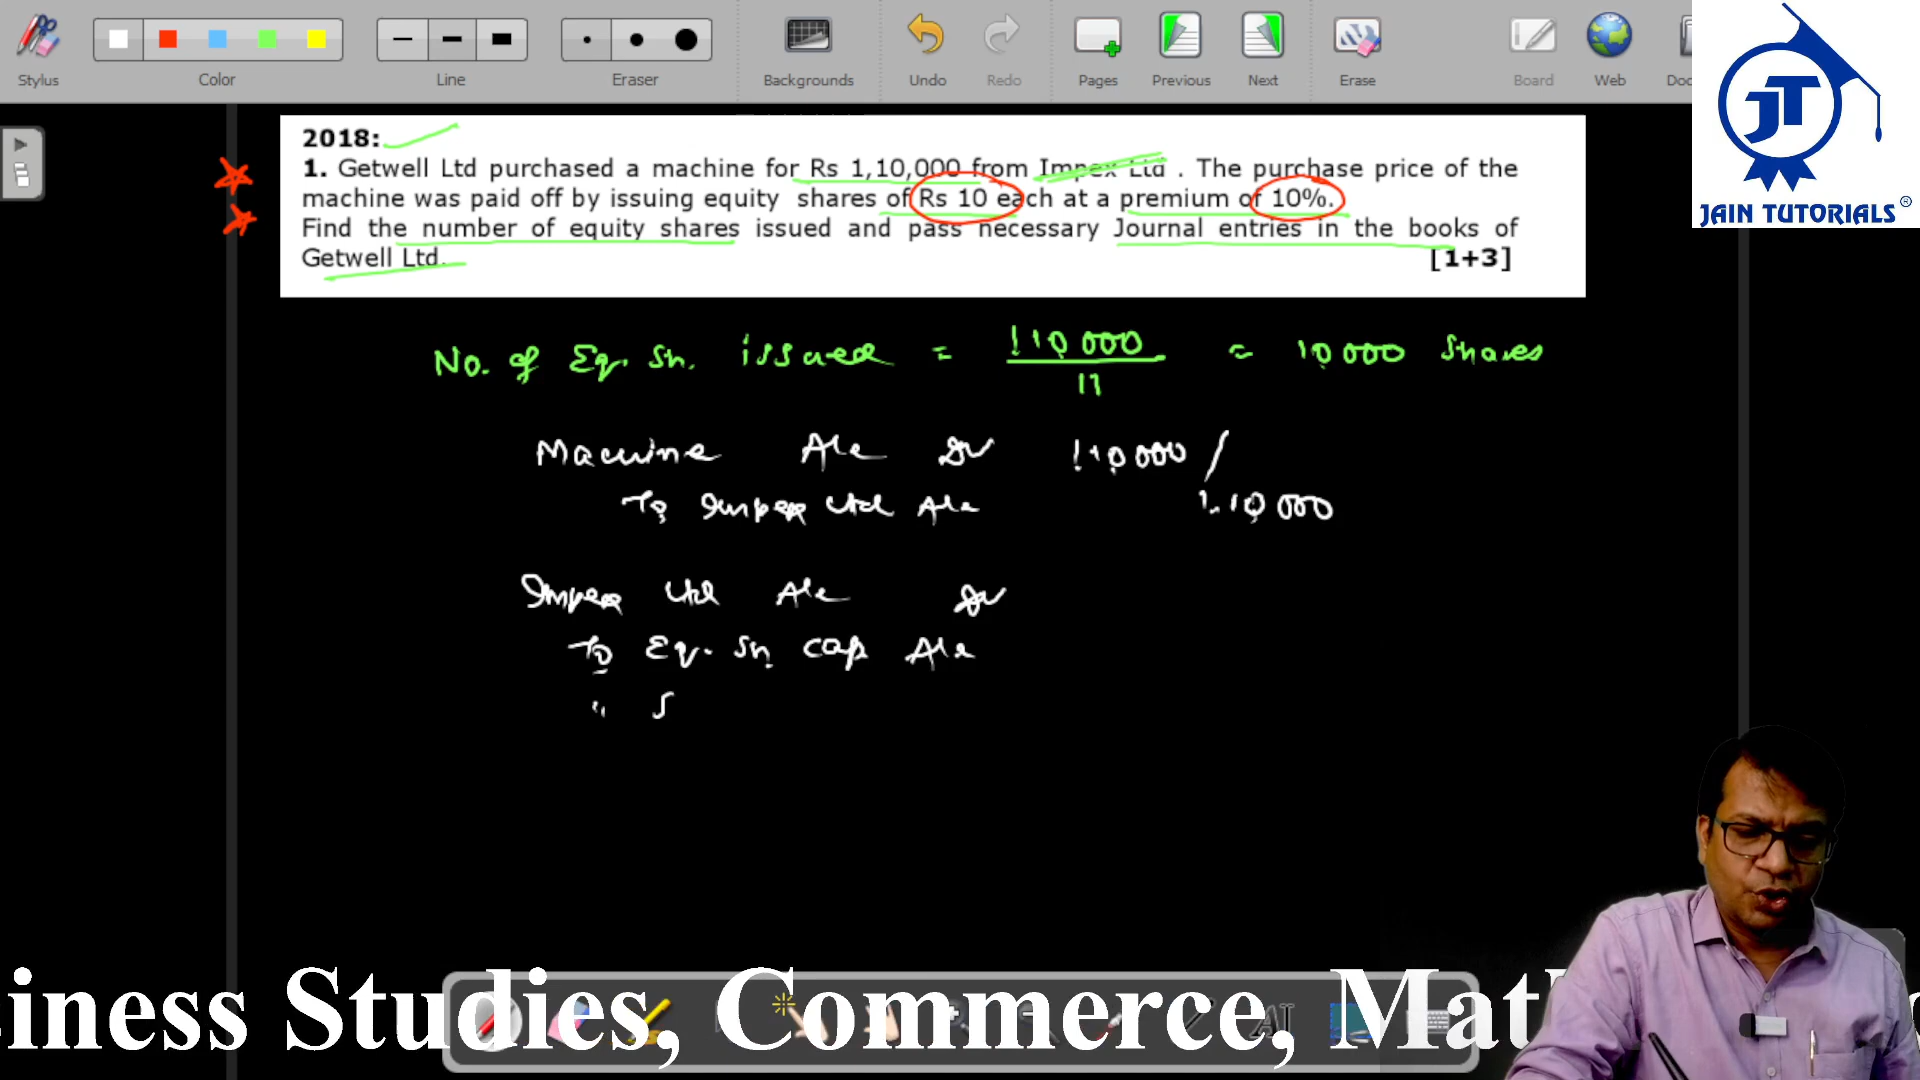 Stylus Color Line Eraser Backgrounds Undo Redo Pages Previous Next Erase Board Web Doc
JT
JAIN TUTORIALS®
2018:
1. Getwell Ltd purchased a machine for Rs 1,10,000 from Impex Ltd . The purchase price of the
machine was paid off by issuing equity shares of Rs 10 each at a premium of 10%.
Find the number of equity shares issued and pass necessary Journal entries in the books of
Getwell Ltd. [1+3]
No. of Eq. Sh. issued = 110000 / 11 = 10000 shares
Machine A/c Dr 110000 /
To Impex Ltd A/c 1,10,000
Impex Ltd A/c Dr
To Eq. Sh Cap A/c
" S
iness Studies, Commerce, Mat